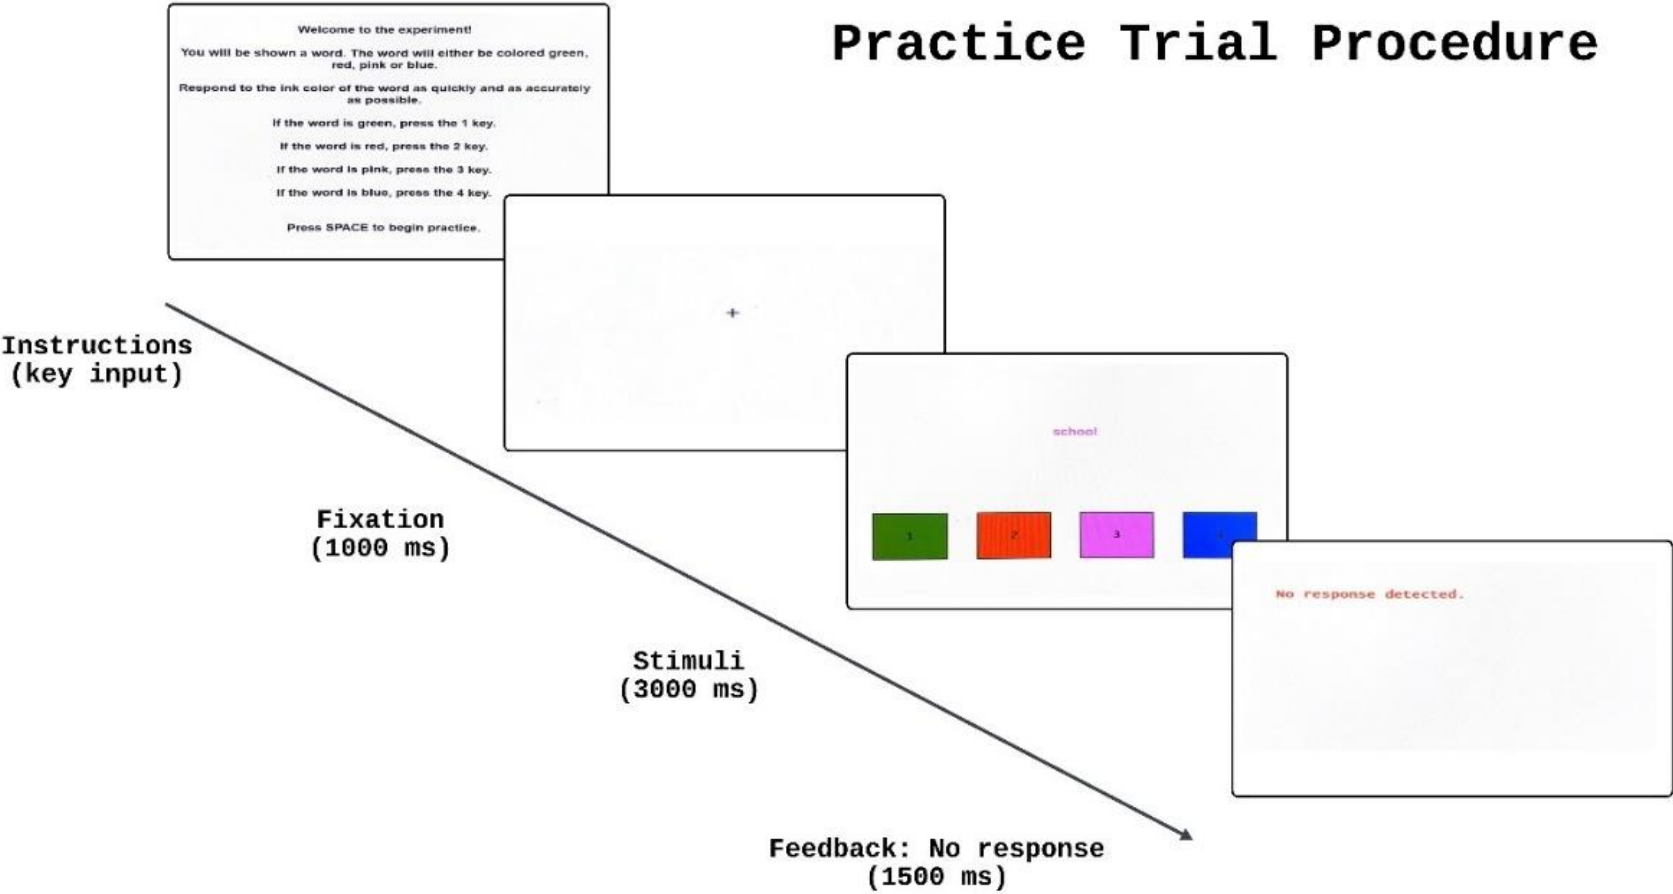 Practice Trial Procedure
Welcome to the experiment!
You will be shown a word. The word will either be colored green,
red, pink or blue.
Respond to the ink color of the word as quickly and as accurately
as possible.
If the word is green, press the 1 key.
If the word is red, press the 2 key.
If the word is pink, press the 3 key.
If the word is blue, press the 4 key.
Press SPACE to begin practice.
Instructions
(key input)
+
Fixation
(1000 ms)
school
1 2 3 4
Stimuli
(3000 ms)
No response detected.
Feedback: No response
(1500 ms)